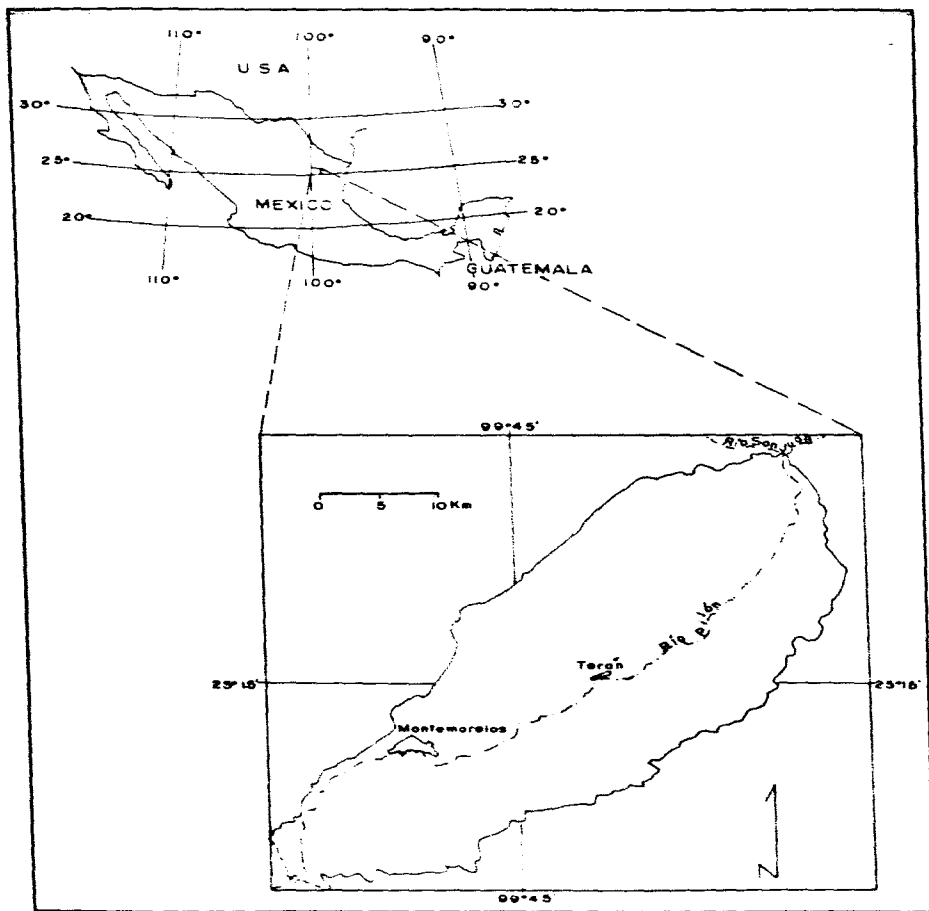 110°
100°
90°
USA
30°
30°
25°
25°
MEXICO
20°
20°
GUATEMALA
110°
100°
90°
99°45'
Río San Juan
0 5 10 Km
Río Pilón
Terán
25°15'
25°15'
Montemorelos
N
99°45'